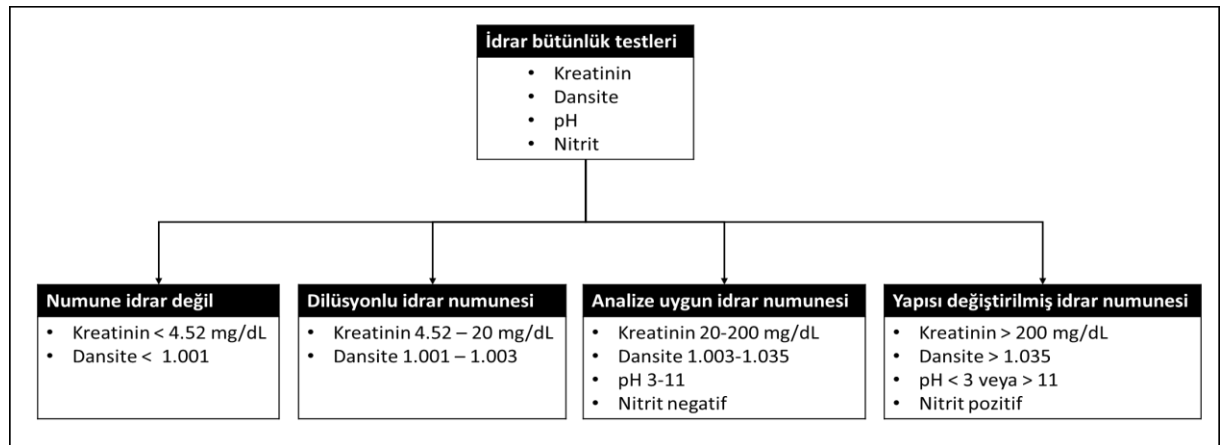 İdrar bütünlük testleri
• Kreatinin
• Dansite
• pH
• Nitrit
Numune idrar değil
• Kreatinin < 4.52 mg/dL
• Dansite < 1.001
Dilüsyonlu idrar numunesi
• Kreatinin 4.52 – 20 mg/dL
• Dansite 1.001 – 1.003
Analize uygun idrar numunesi
• Kreatinin 20-200 mg/dL
• Dansite 1.003-1.035
• pH 3-11
• Nitrit negatif
Yapısı değiştirilmiş idrar numunesi
• Kreatinin > 200 mg/dL
• Dansite > 1.035
• pH < 3 veya > 11
• Nitrit pozitif